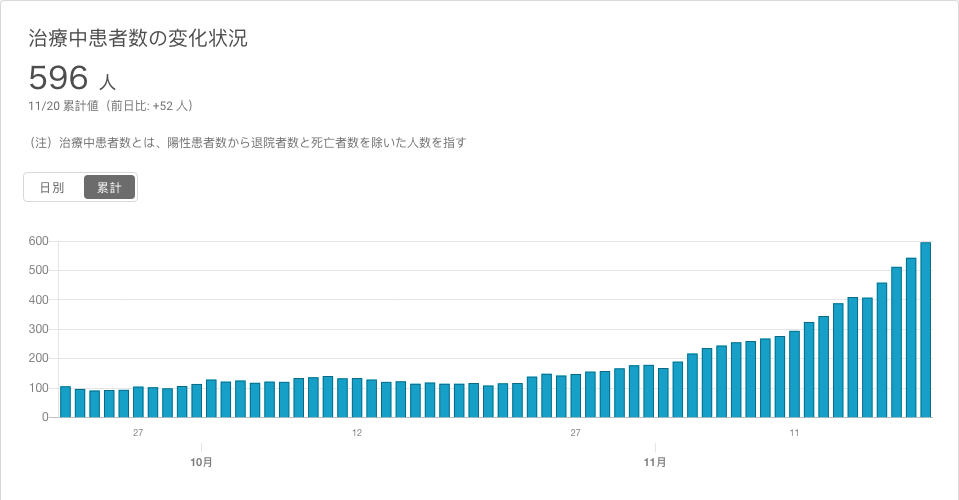 治療中患者数の変化状況
596 人
11/20 累計値（前日比: +52 人）
（注）治療中患者数とは、陽性患者数から退院者数と死亡者数を除いた人数を指す
日別 累計
600
500
400
300
200
100
0
27 12 27 11
10月 11月